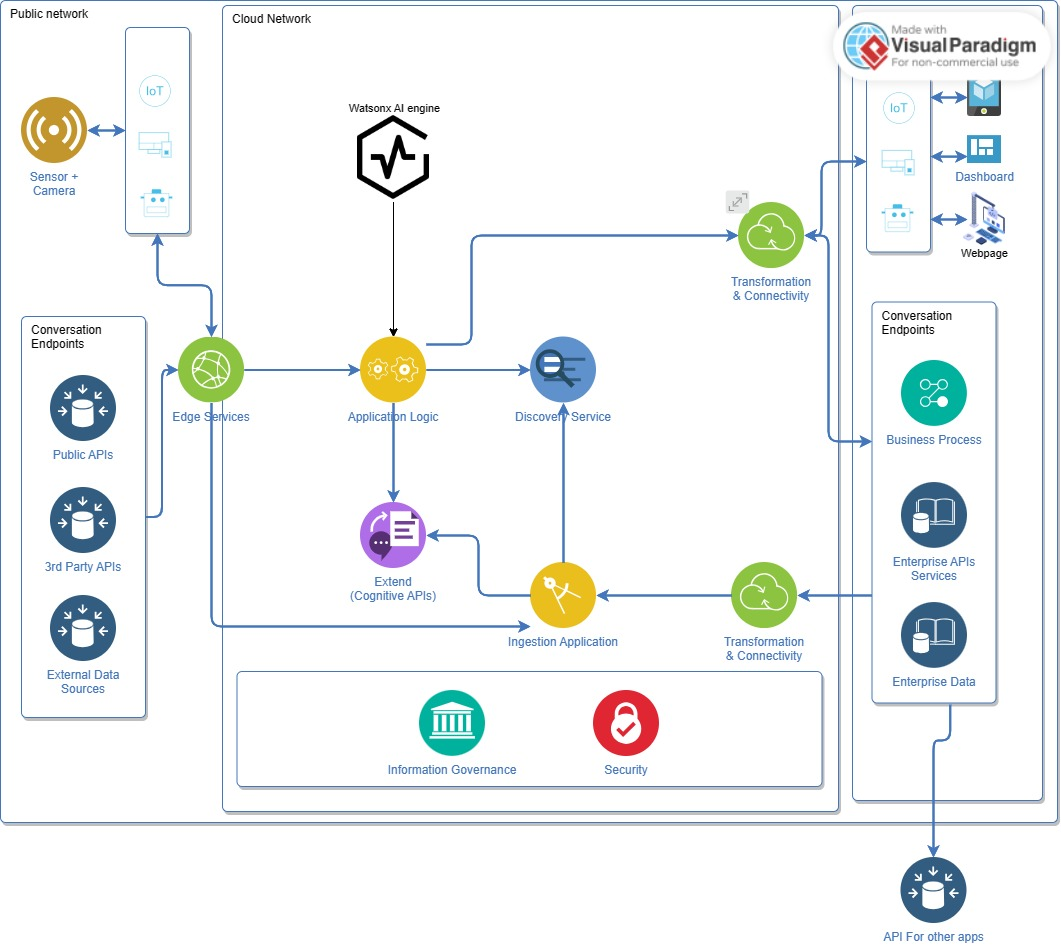 Public network
Cloud Network
Made with
Visual Paradigm
For non-commercial use
IoT
Sensor +
Camera
Watsonx AI engine
IoT
Dashboard
Webpage
Transformation
& Connectivity
Conversation
Endpoints
Public APIs
3rd Party APIs
External Data
Sources
Edge Services
Application Logic
Discovery Service
Extend
(Cognitive APIs)
Ingestion Application
Transformation
& Connectivity
Conversation
Endpoints
Business Process
Enterprise APIs
Services
Enterprise Data
Information Governance
Security
API For other apps